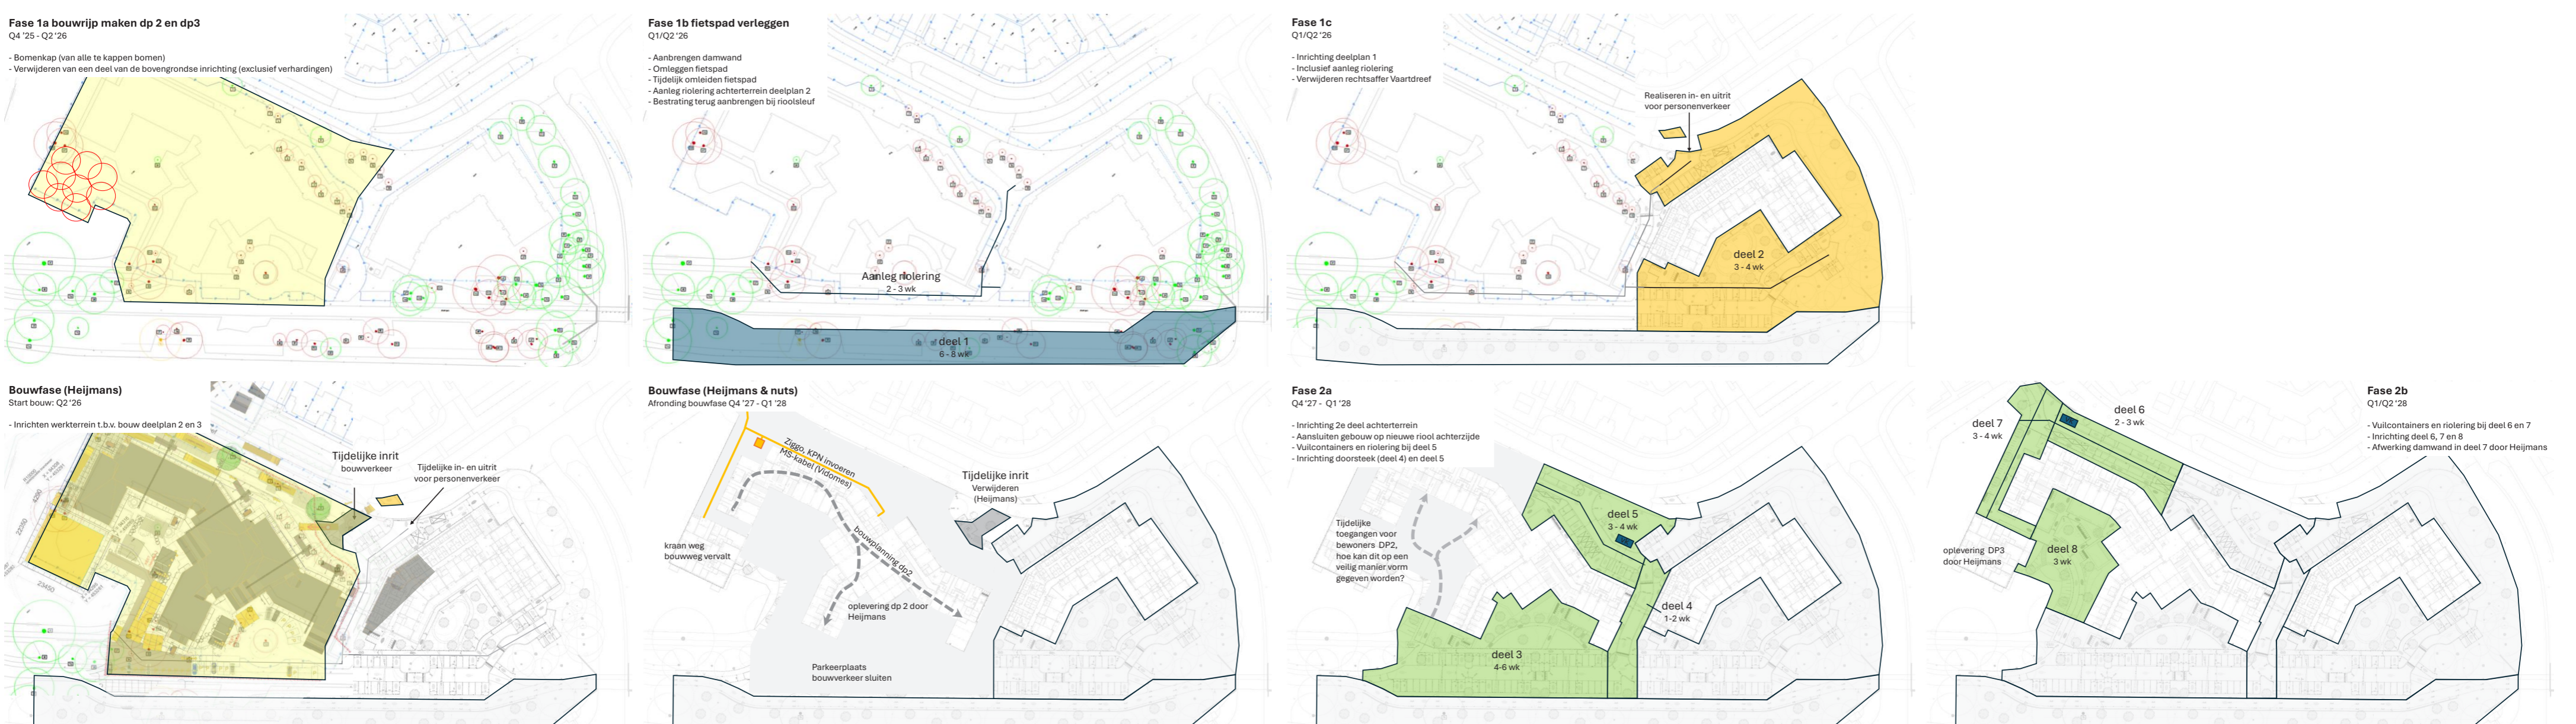 Fase 1a bouwrijp maken dp 2 en dp3
Q4 '25 - Q2 '26
- Bomenkap (van alle te kappen bomen)
- Verwijderen van een deel van de bovengrondse inrichting (exclusief verhardingen)
Fase 1b fietspad verleggen
Q1/Q2 '26
- Aanbrengen damwand
- Omleggen fietspad
- Tijdelijk omleiden fietspad
- Aanleg riolering achterterrein deelplan 2
- Bestrating terug aanbrengen bij rioolsleuf
Aanleg riolering
2 - 3 wk
deel 1
6 - 8 wk
Fase 1c
Q1/Q2 '26
- Inrichting deelplan 1
- Inclusief aanleg riolering
- Verwijderen rechtsaffer Vaartdreef
Realiseren in- en uitrit
voor personenverkeer
deel 2
3 - 4 wk
Bouwfase (Heijmans)
Start bouw: Q2 '26
- Inrichten werkterrein t.b.v. bouw deelplan 2 en 3
Tijdelijke inrit
bouwverkeer
Tijdelijke in- en uitrit
voor personenverkeer
23450
Bouwfase (Heijmans & nuts)
Afronding bouwfase Q4 '27 - Q1 '28
Ziggo, KPN invoeren
MS-kabel (Vidomes)
Tijdelijke inrit
Verwijderen
(Heijmans)
kraan weg
bouwweg vervalt
bouwplanning dp2
oplevering dp 2 door
Heijmans
Parkeerplaats
bouwverkeer sluiten
Fase 2a
Q4 '27 - Q1 '28
- Inrichting 2e deel achterterrein
- Aansluiten gebouw op nieuwe riool achterzijde
- Vuilcontainers en riolering bij deel 5
- Inrichting doorsteek (deel 4) en deel 5
Tijdelijke
toegangen voor
bewoners DP2,
hoe kan dit op een
veilig manier vorm
gegeven worden?
deel 5
3 - 4 wk
deel 4
1-2 wk
deel 3
4-6 wk
Fase 2b
Q1/Q2 '28
- Vuilcontainers en riolering bij deel 6 en 7
- Inrichting deel 6, 7 en 8
- Afwerking damwand in deel 7 door Heijmans
deel 6
2 - 3 wk
deel 7
3 - 4 wk
oplevering DP3
door Heijmans
deel 8
3 wk